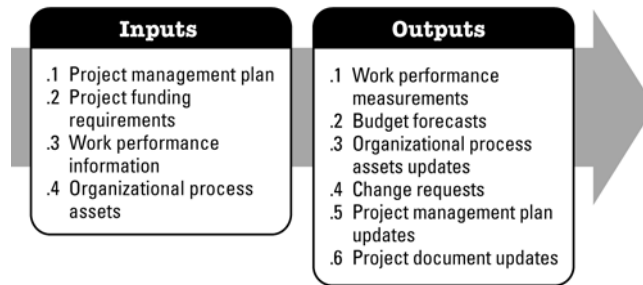 Inputs
.1 Project management plan
.2 Project funding
requirements
.3 Work performance
information
.4 Organizational process
assets
Outputs
.1 Work performance
measurements
.2 Budget forecasts
.3 Organizational process
assets updates
.4 Change requests
.5 Project management plan
updates
.6 Project document updates